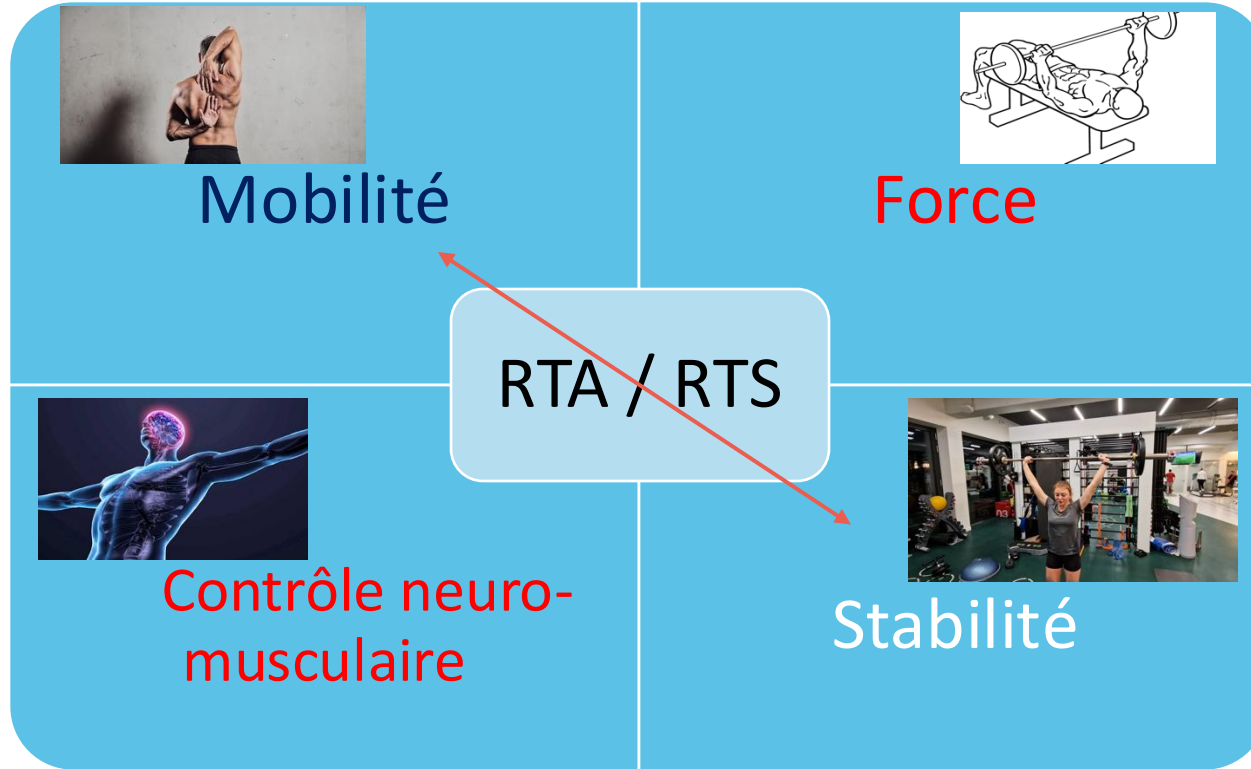 Mobilité
Force
RTA / RTS
Contrôle neuro-
musculaire
Stabilité